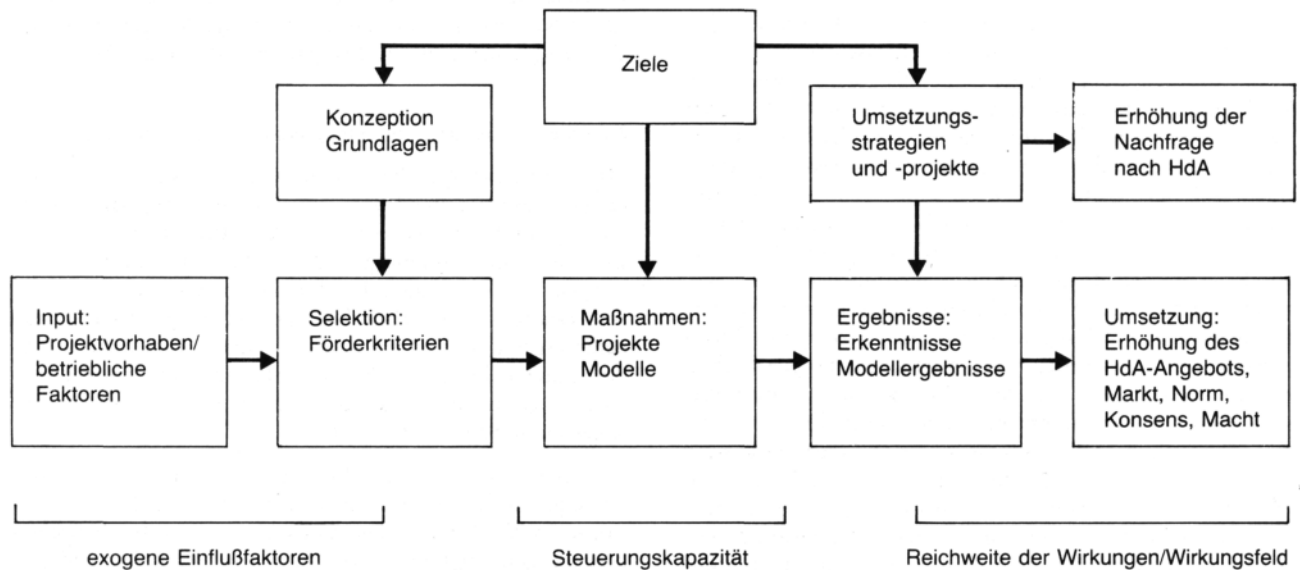 Ziele
Konzeption
Grundlagen
Umsetzungs-
strategien
und -projekte
Erhöhung der
Nachfrage
nach HdA
Input:
Projektvorhaben/
betriebliche
Faktoren
Selektion:
Förderkriterien
Maßnahmen:
Projekte
Modelle
Ergebnisse:
Erkenntnisse
Modellergebnisse
Umsetzung:
Erhöhung des
HdA-Angebots,
Markt, Norm,
Konsens, Macht
exogene Einflußfaktoren
Steuerungskapazität
Reichweite der Wirkungen/Wirkungsfeld